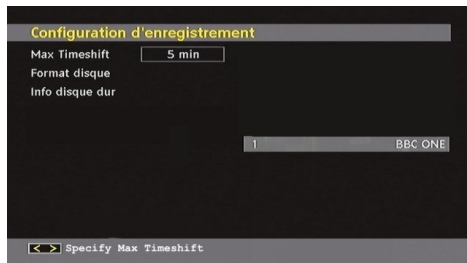 Configuration d'enregistrement
Max Timeshift 5 min
Format disque
Info disque dur
1 BBC ONE
< > Specify Max Timeshift